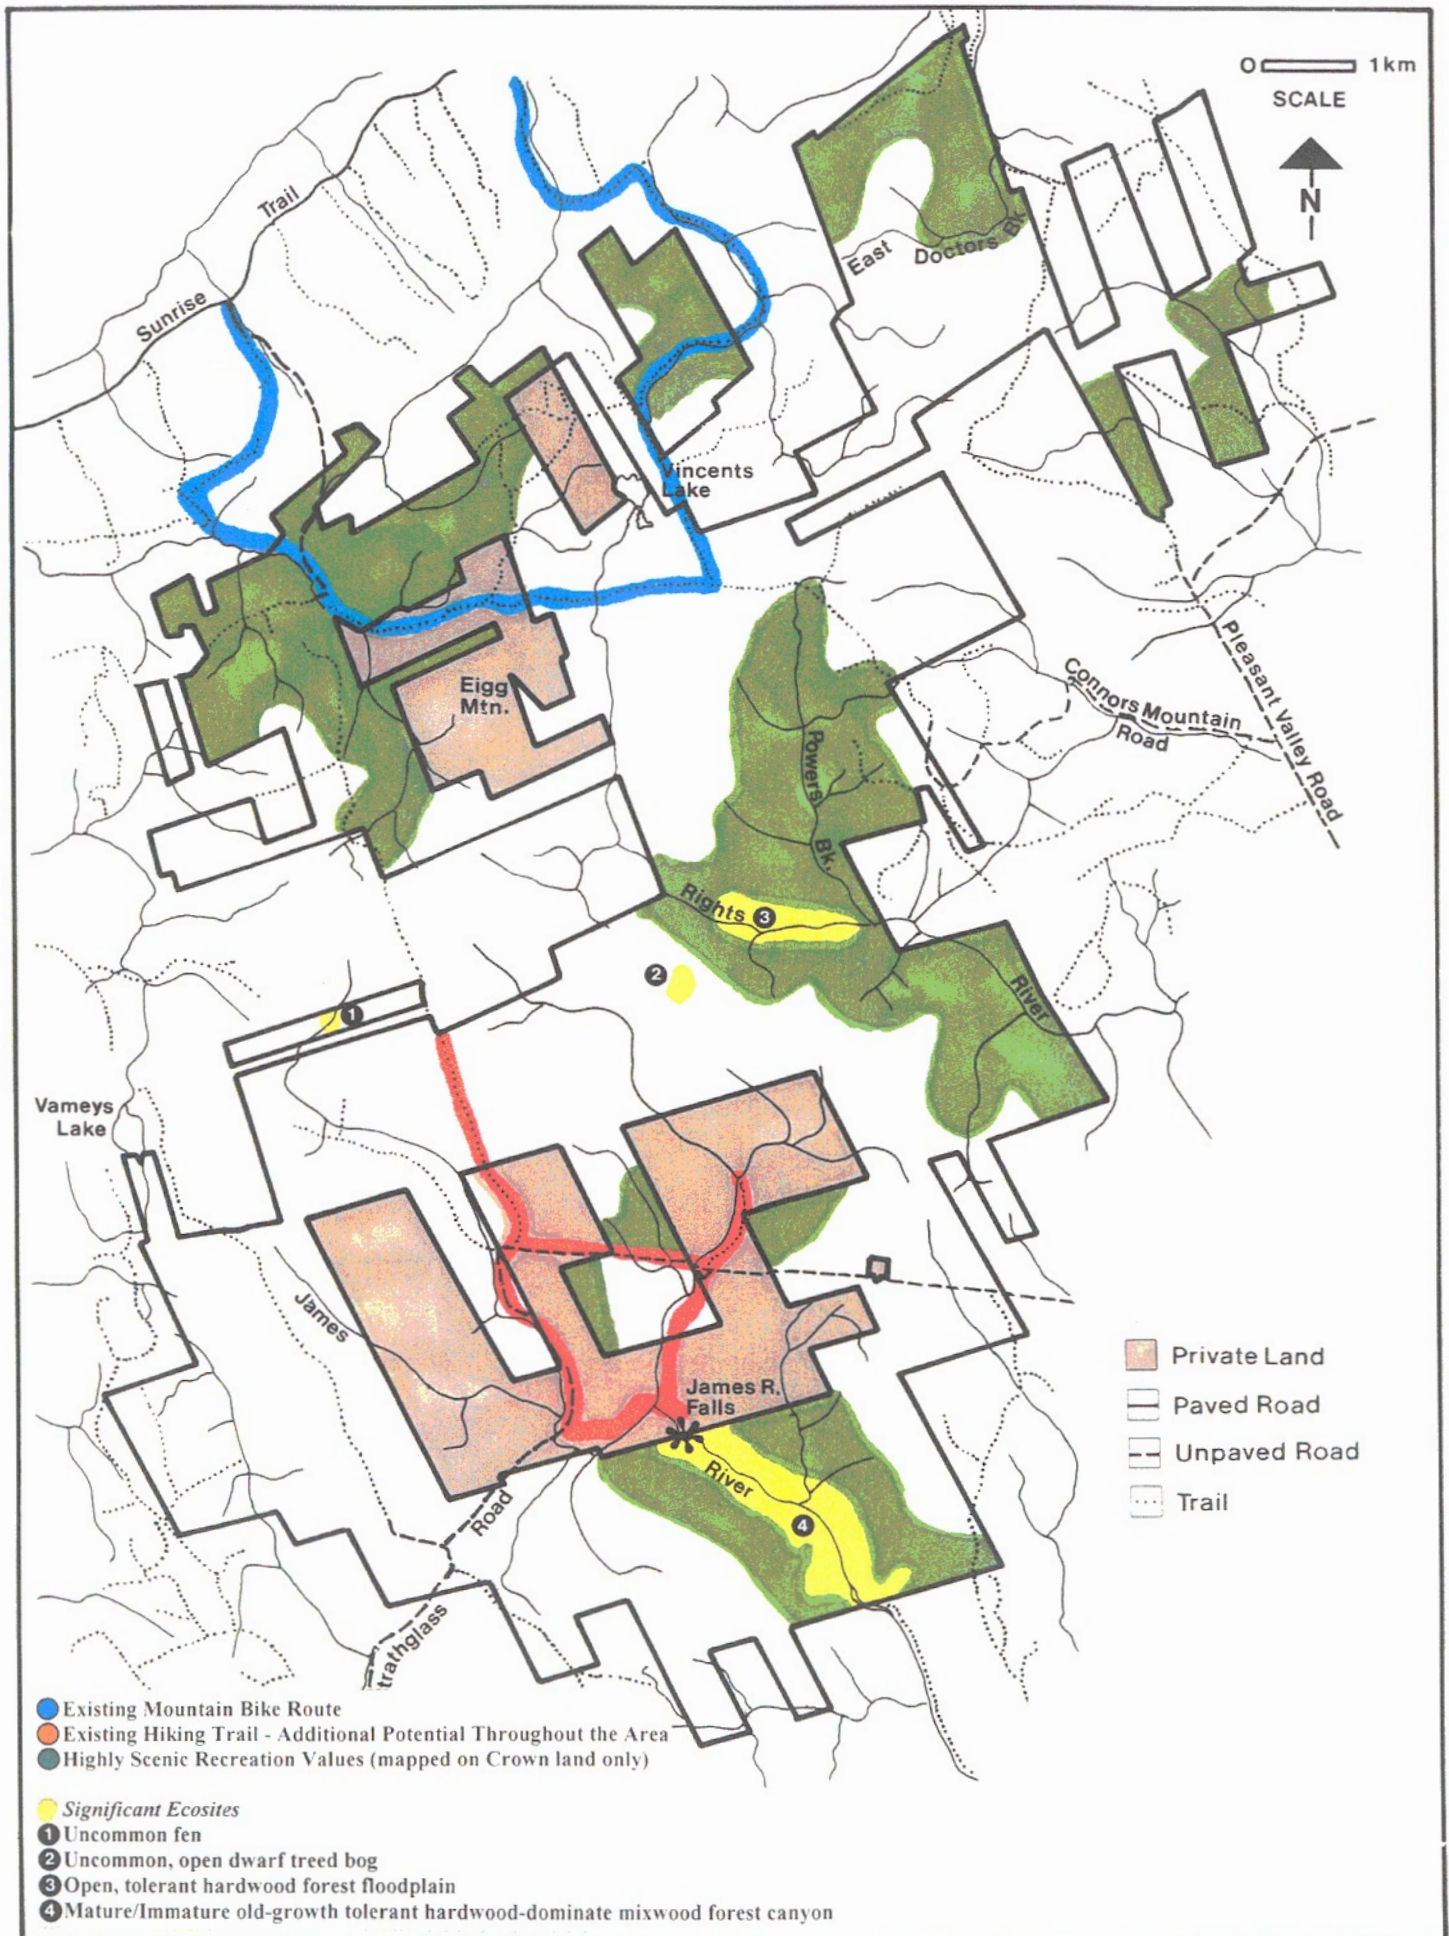 0 1 km
SCALE
N
Trail
Sunrise
East Doctors Bk.
Vincents
Lake
Eigg
Mtn.
Pleasant Valley Road
Connors Mountain
Road
Powers
Bk.
Rights
3
2
1
River
Vameys
Lake
James
James R.
Falls
River
4
Road
trathglass
Private Land
Paved Road
Unpaved Road
Trail
Existing Mountain Bike Route
Existing Hiking Trail - Additional Potential Throughout the Area
Highly Scenic Recreation Values (mapped on Crown land only)
Significant Ecosites
1 Uncommon fen
2 Uncommon, open dwarf treed bog
3 Open, tolerant hardwood forest floodplain
4 Mature/Immature old-growth tolerant hardwood-dominate mixwood forest canyon